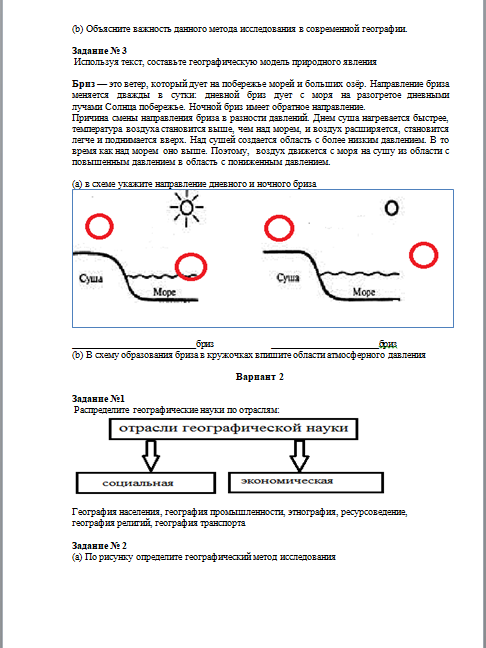 (b) Объясните важность данного метода исследования в современной географии.
Задание № 3
Используя текст, составьте географическую модель природного явления
Бриз — это ветер, который дует на побережье морей и больших озёр. Направление бриза
меняется дважды в сутки: дневной бриз дует с моря на разогретое дневными
лучами Солнца побережье. Ночной бриз имеет обратное направление.
Причина смены направления бриза в разности давлений. Днем суша нагревается быстрее,
температура воздуха становится выше, чем над морем, и воздух расширяется, становится
легче и поднимается вверх. Над сушей создается область с более низким давлением. В то
время как над морем оно выше. Поэтому, воздух движется с моря на сушу из области с
повышенным давлением в область с пониженным давлением.
(а) в схеме укажите направление дневного и ночного бриза
Суша Море Суша Море
____________________________бриз ________________________бриз
(b) В схему образования бриза в кружочках впишите области атмосферного давления
Вариант 2
Задание №1
Распределите географические науки по отраслям:
отрасли географической науки
социальная экономическая
География населения, география промышленности, этнография, ресурсоведение,
география религий, география транспорта
Задание № 2
(а) По рисунку определите географический метод исследования